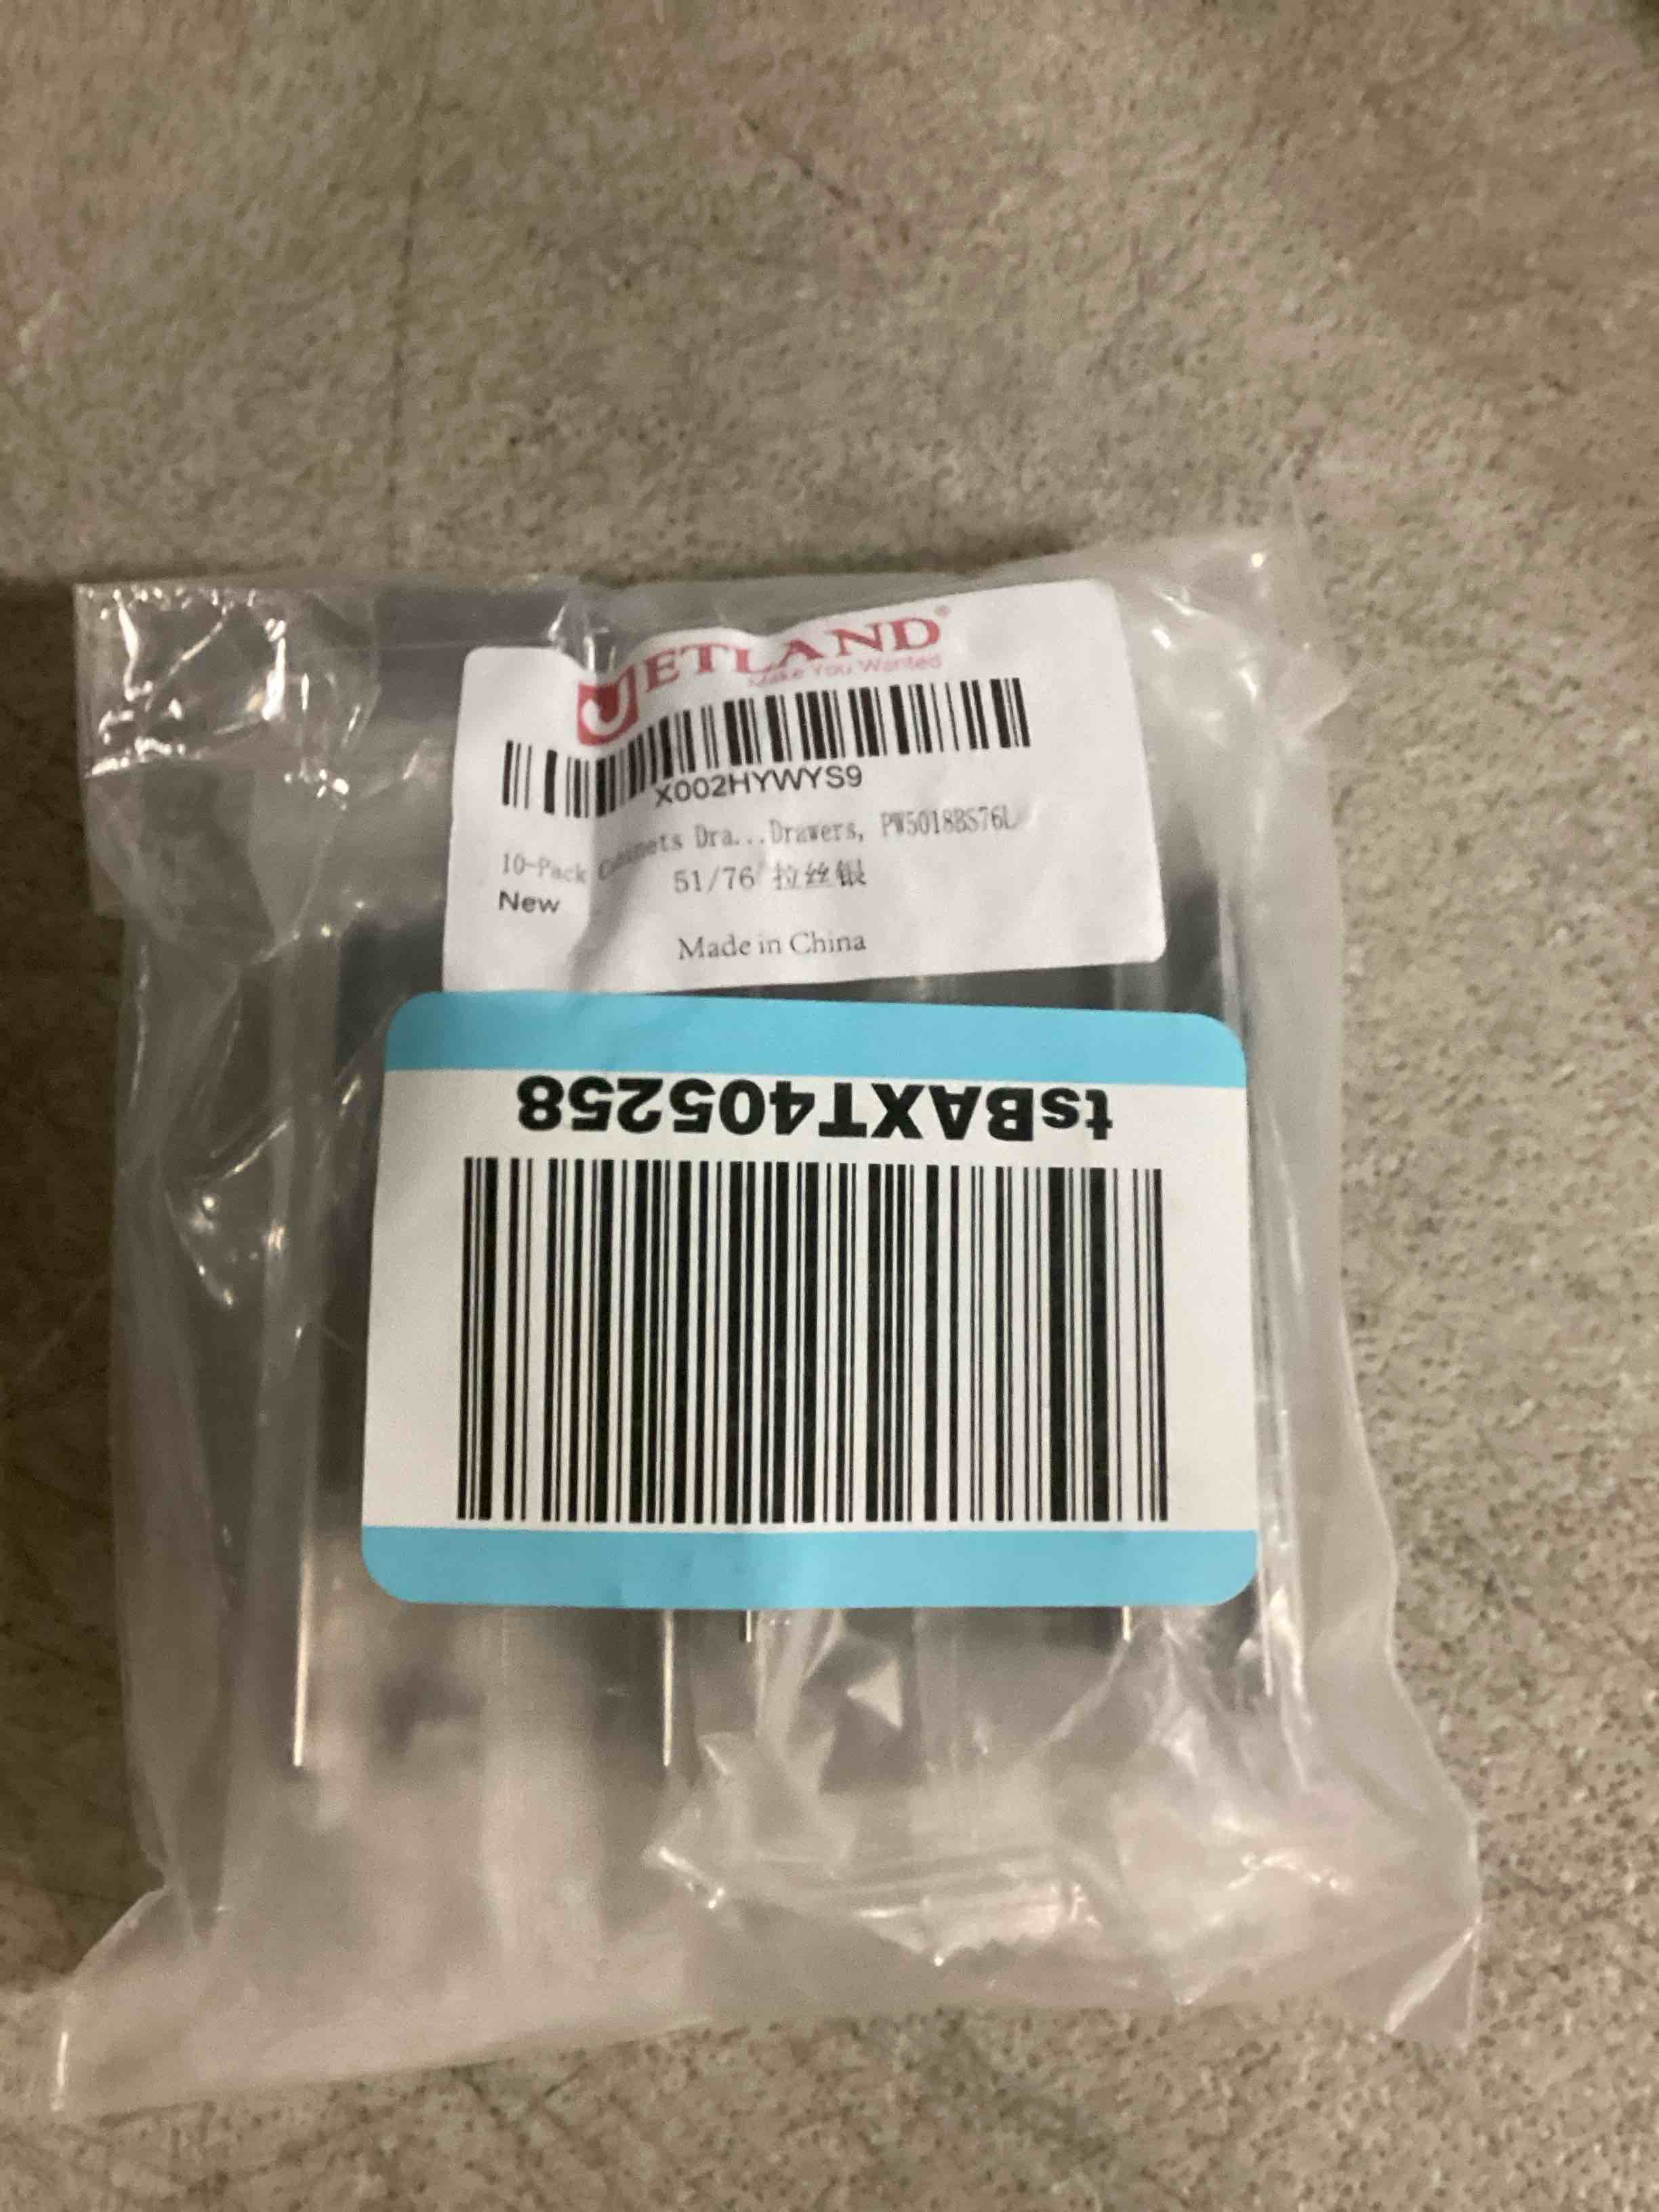 JETLAND®
Make You Wanted
X002HYWYS9
10-Pack Cabinets Dra...Drawers, PW5018BS76L
51/76 拉丝银
New
Made in China
tsBAXT405258